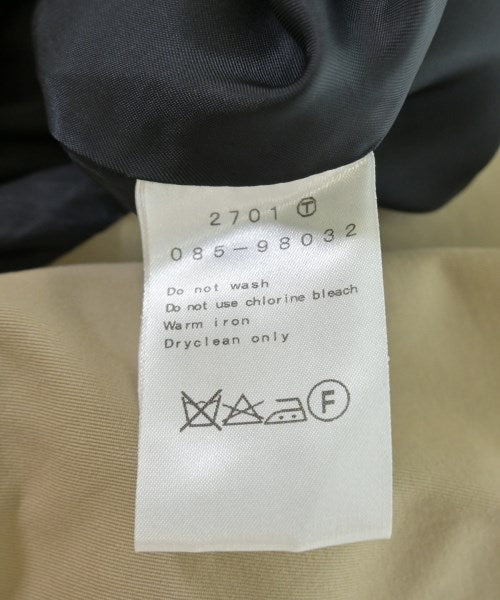 2701 Ⓣ
085-98032
Do not wash
Do not use chlorine bleach
Warm iron
Dryclean only
F